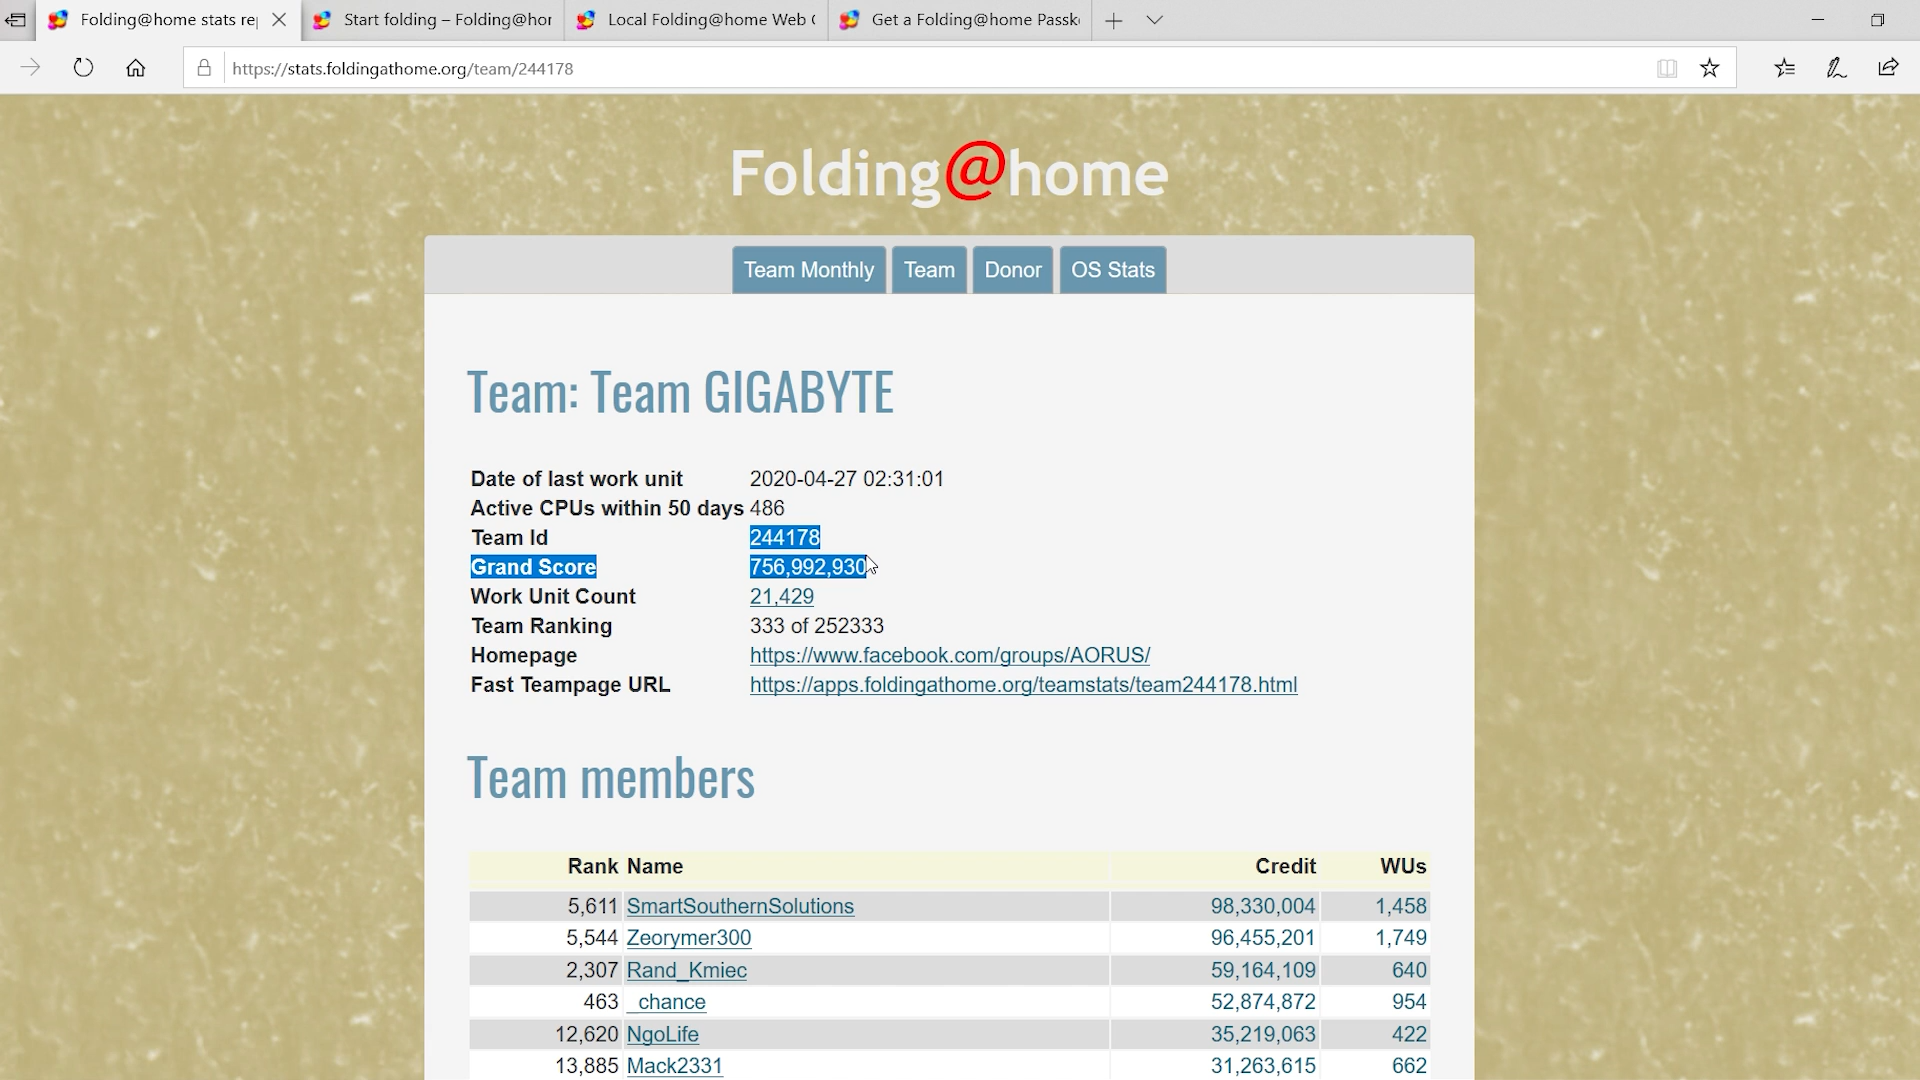 Folding@home stats re
Start folding – Folding@hor
Local Folding@home Web
Get a Folding@home Passk
https://stats.foldingathome.org/team/244178
Folding@home
Team Monthly Team Donor OS Stats
Team: Team GIGABYTE
Date of last work unit 2020-04-27 02:31:01
Active CPUs within 50 days 486
Team Id 244178
Grand Score 756,992,930
Work Unit Count 21,429
Team Ranking 333 of 252333
Homepage https://www.facebook.com/groups/AORUS/
Fast Teampage URL https://apps.foldingathome.org/teamstats/team244178.html
Team members
Rank Name Credit WUs
5,611 SmartSouthernSolutions 98,330,004 1,458
5,544 Zeorymer300 96,455,201 1,749
2,307 Rand_Kmiec 59,164,109 640
463 _chance 52,874,872 954
12,620 NgoLife 35,219,063 422
13,885 Mack2331 31,263,615 662